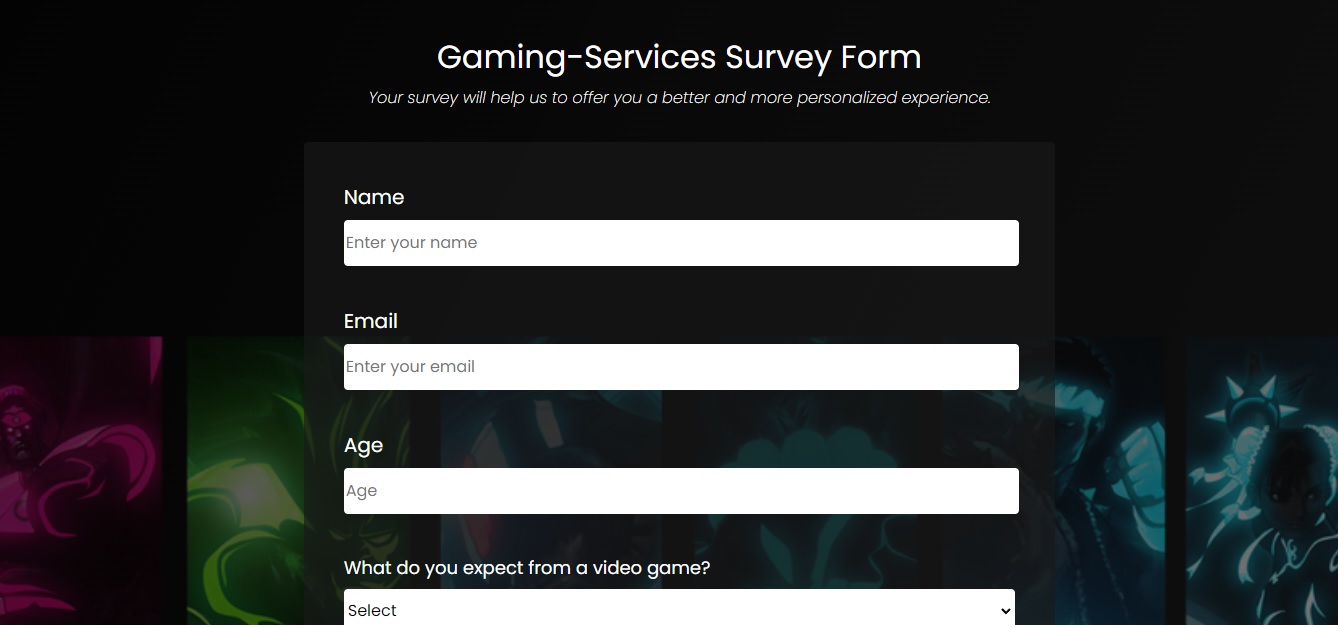 Gaming-Services Survey Form
Your survey will help us to offer you a better and more personalized experience.
Name
Enter your name
Email
Enter your email
Age
Age
What do you expect from a video game?
Select